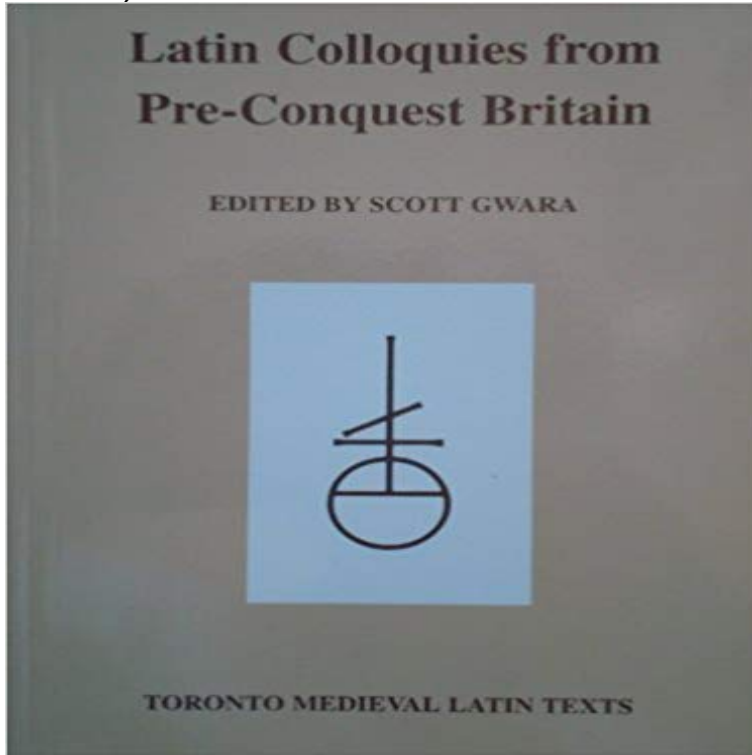 Latin Colloquies from
Pre-Conquest Britain
EDITED BY SCOTT GWARA
TORONTO MEDIEVAL LATIN TEXTS